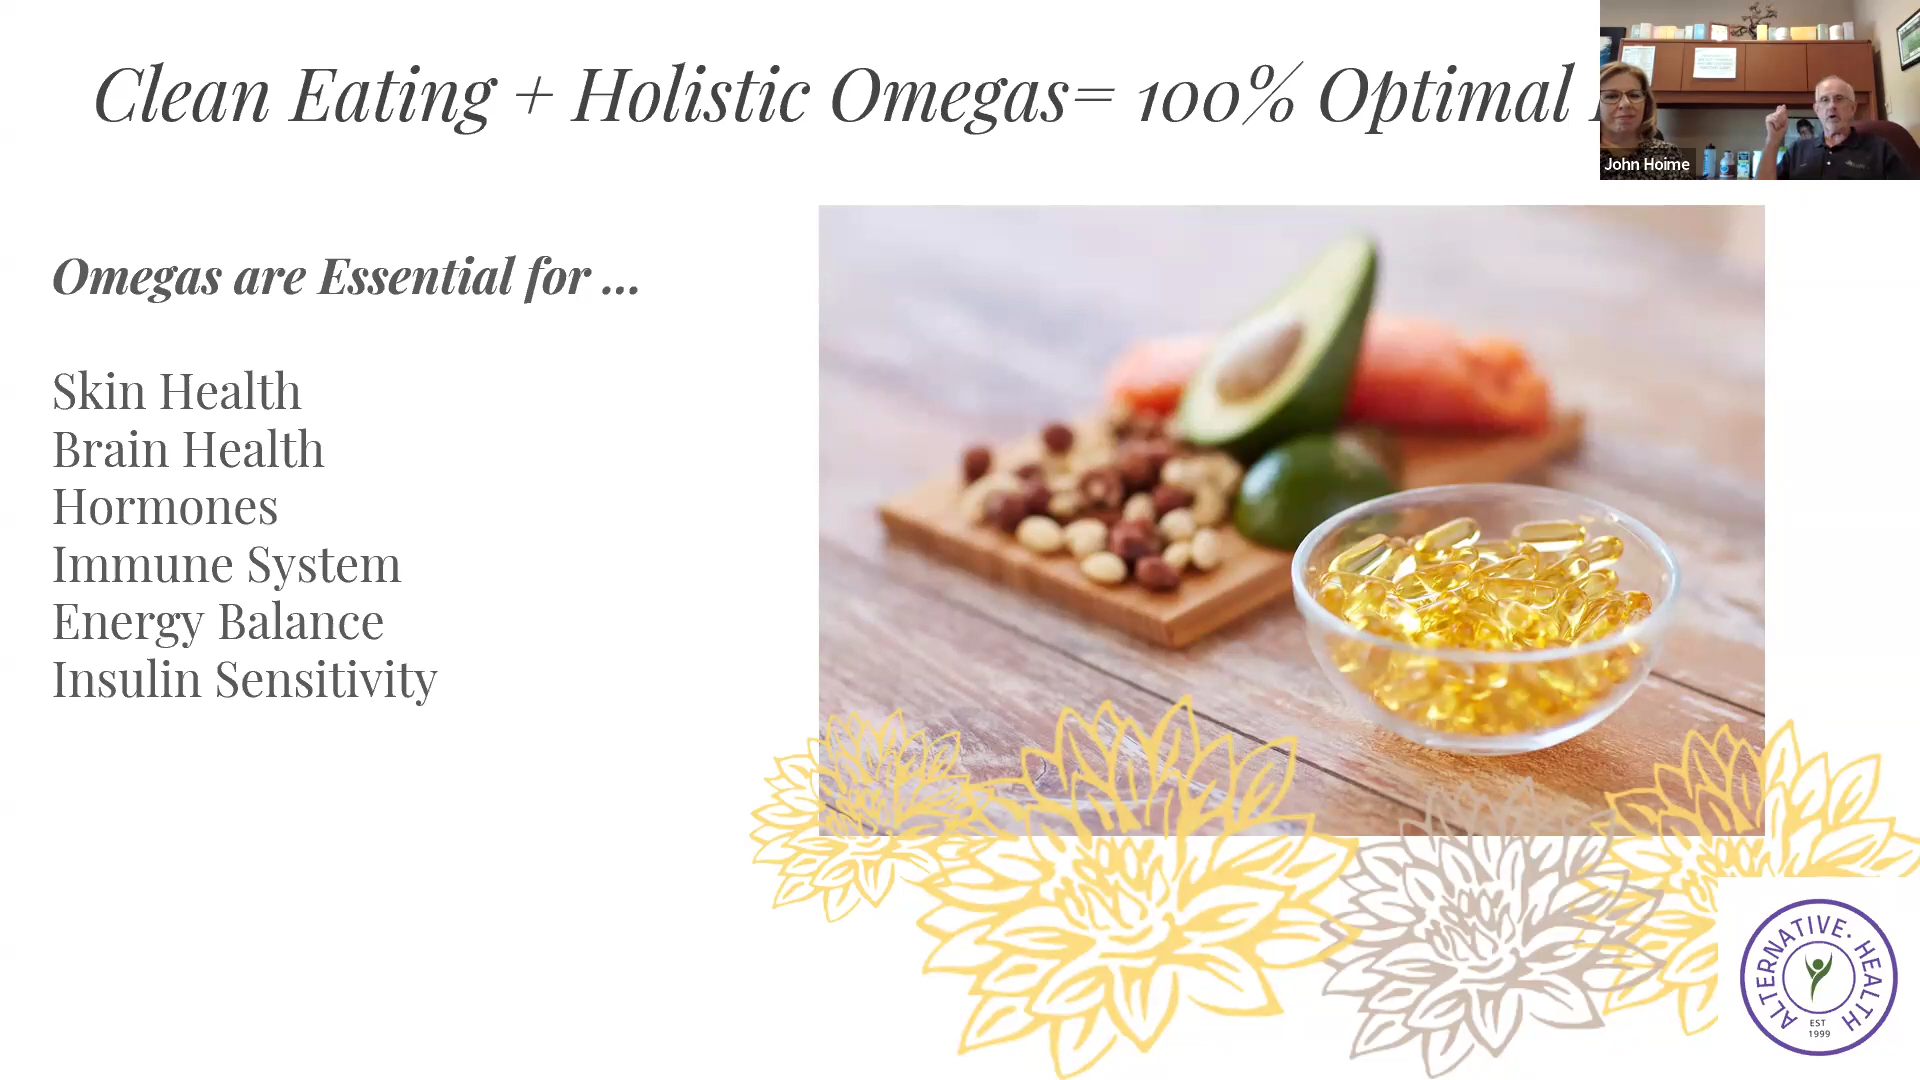 Clean Eating + Holistic Omegas= 100% Optimal
John Hoime
Omegas are Essential for ...
Skin Health
Brain Health
Hormones
Immune System
Energy Balance
Insulin Sensitivity
ALTERNATIVE · HEALTH
EST
1999